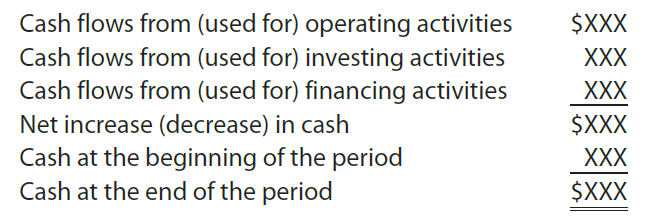 Cash flows from (used for) operating activities $XXX
Cash flows from (used for) investing activities XXX
Cash flows from (used for) financing activities XXX
Net increase (decrease) in cash $XXX
Cash at the beginning of the period XXX
Cash at the end of the period $XXX